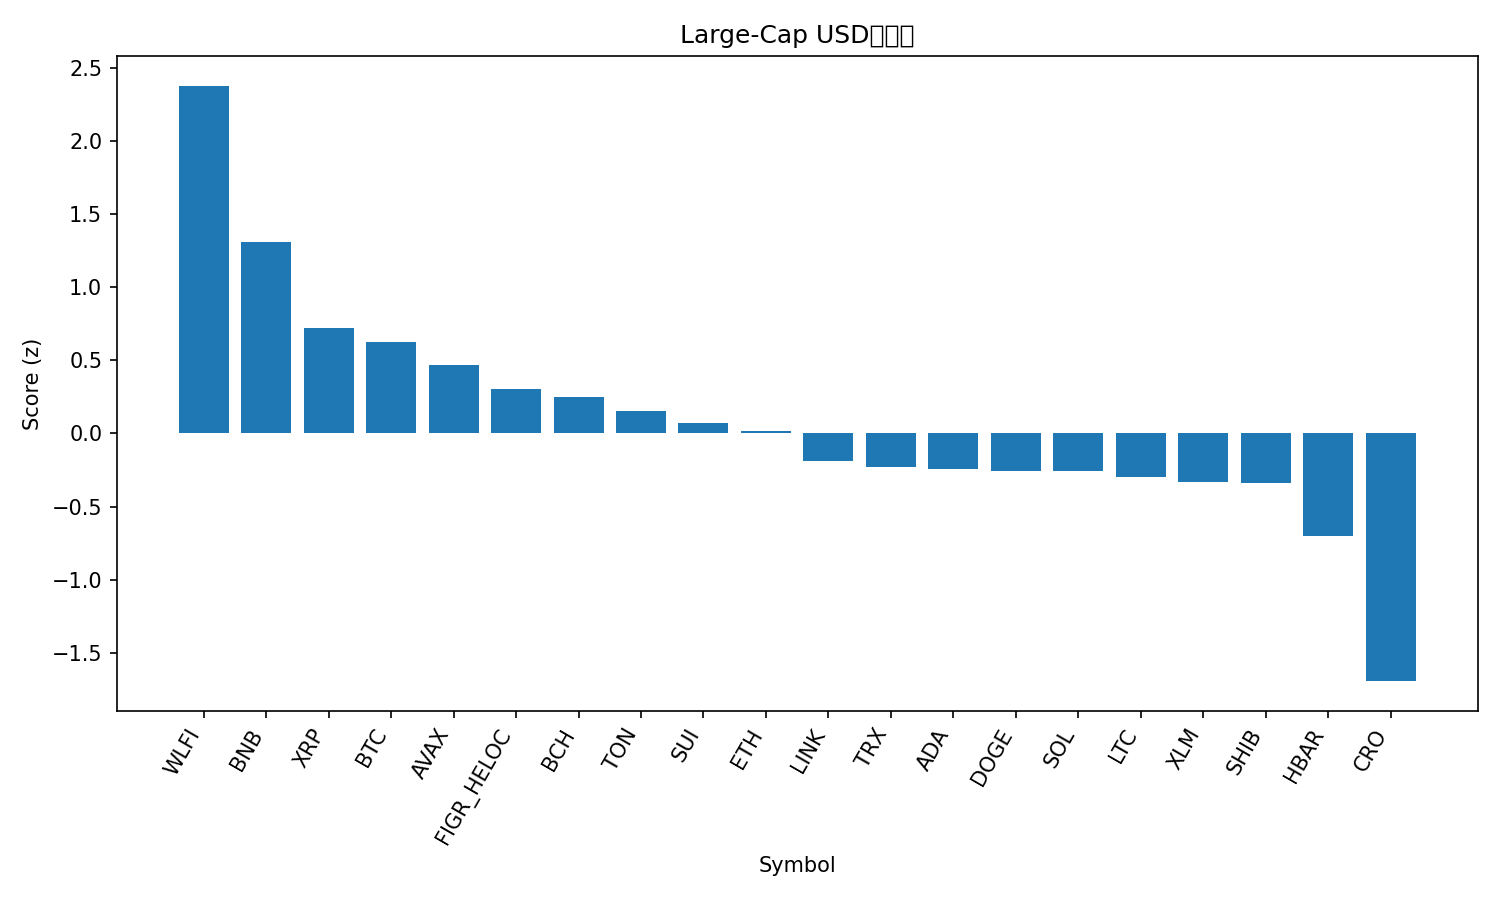 Large-Cap USD
2.5
2.0
1.5
1.0
0.5
0.0
−0.5
−1.0
−1.5
Score (z)
WLFI
BNB
XRP
BTC
AVAX
FIGR_HELOC
BCH
TON
SUI
ETH
LINK
TRX
ADA
DOGE
SOL
LTC
XLM
SHIB
HBAR
CRO
Symbol